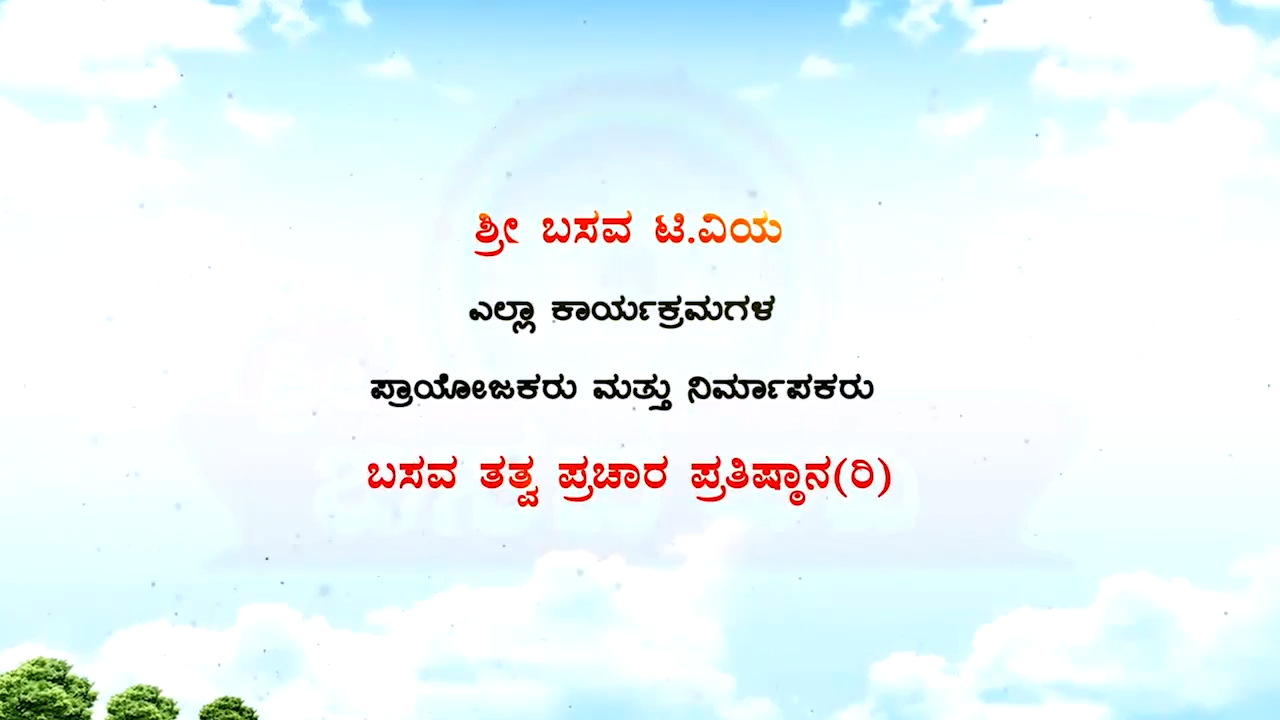 ಶ್ರೀ ಬಸವ ಟಿ.ವಿಯ
ಎಲ್ಲಾ ಕಾರ್ಯಕ್ರಮಗಳ
ಪ್ರಾಯೋಜಕರು ಮತ್ತು ನಿರ್ಮಾಪಕರು
ಬಸವ ತತ್ವ ಪ್ರಚಾರ ಪ್ರತಿಷ್ಠಾನ(ರಿ)